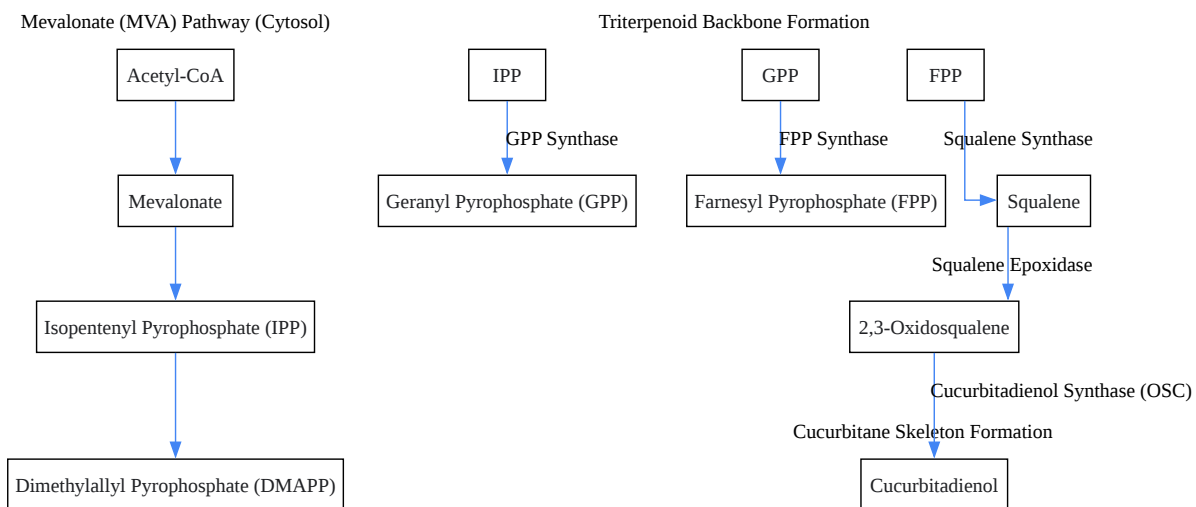 Mevalonate (MVA) Pathway (Cytosol)
Triterpenoid Backbone Formation
Acetyl-CoA
IPP
GPP
FPP
GPP Synthase
FPP Synthase
Squalene Synthase
Mevalonate
Geranyl Pyrophosphate (GPP)
Farnesyl Pyrophosphate (FPP)
Squalene
Squalene Epoxidase
Isopentenyl Pyrophosphate (IPP)
2,3-Oxidosqualene
Cucurbitadienol Synthase (OSC)
Cucurbitane Skeleton Formation
Dimethylallyl Pyrophosphate (DMAPP)
Cucurbitadienol